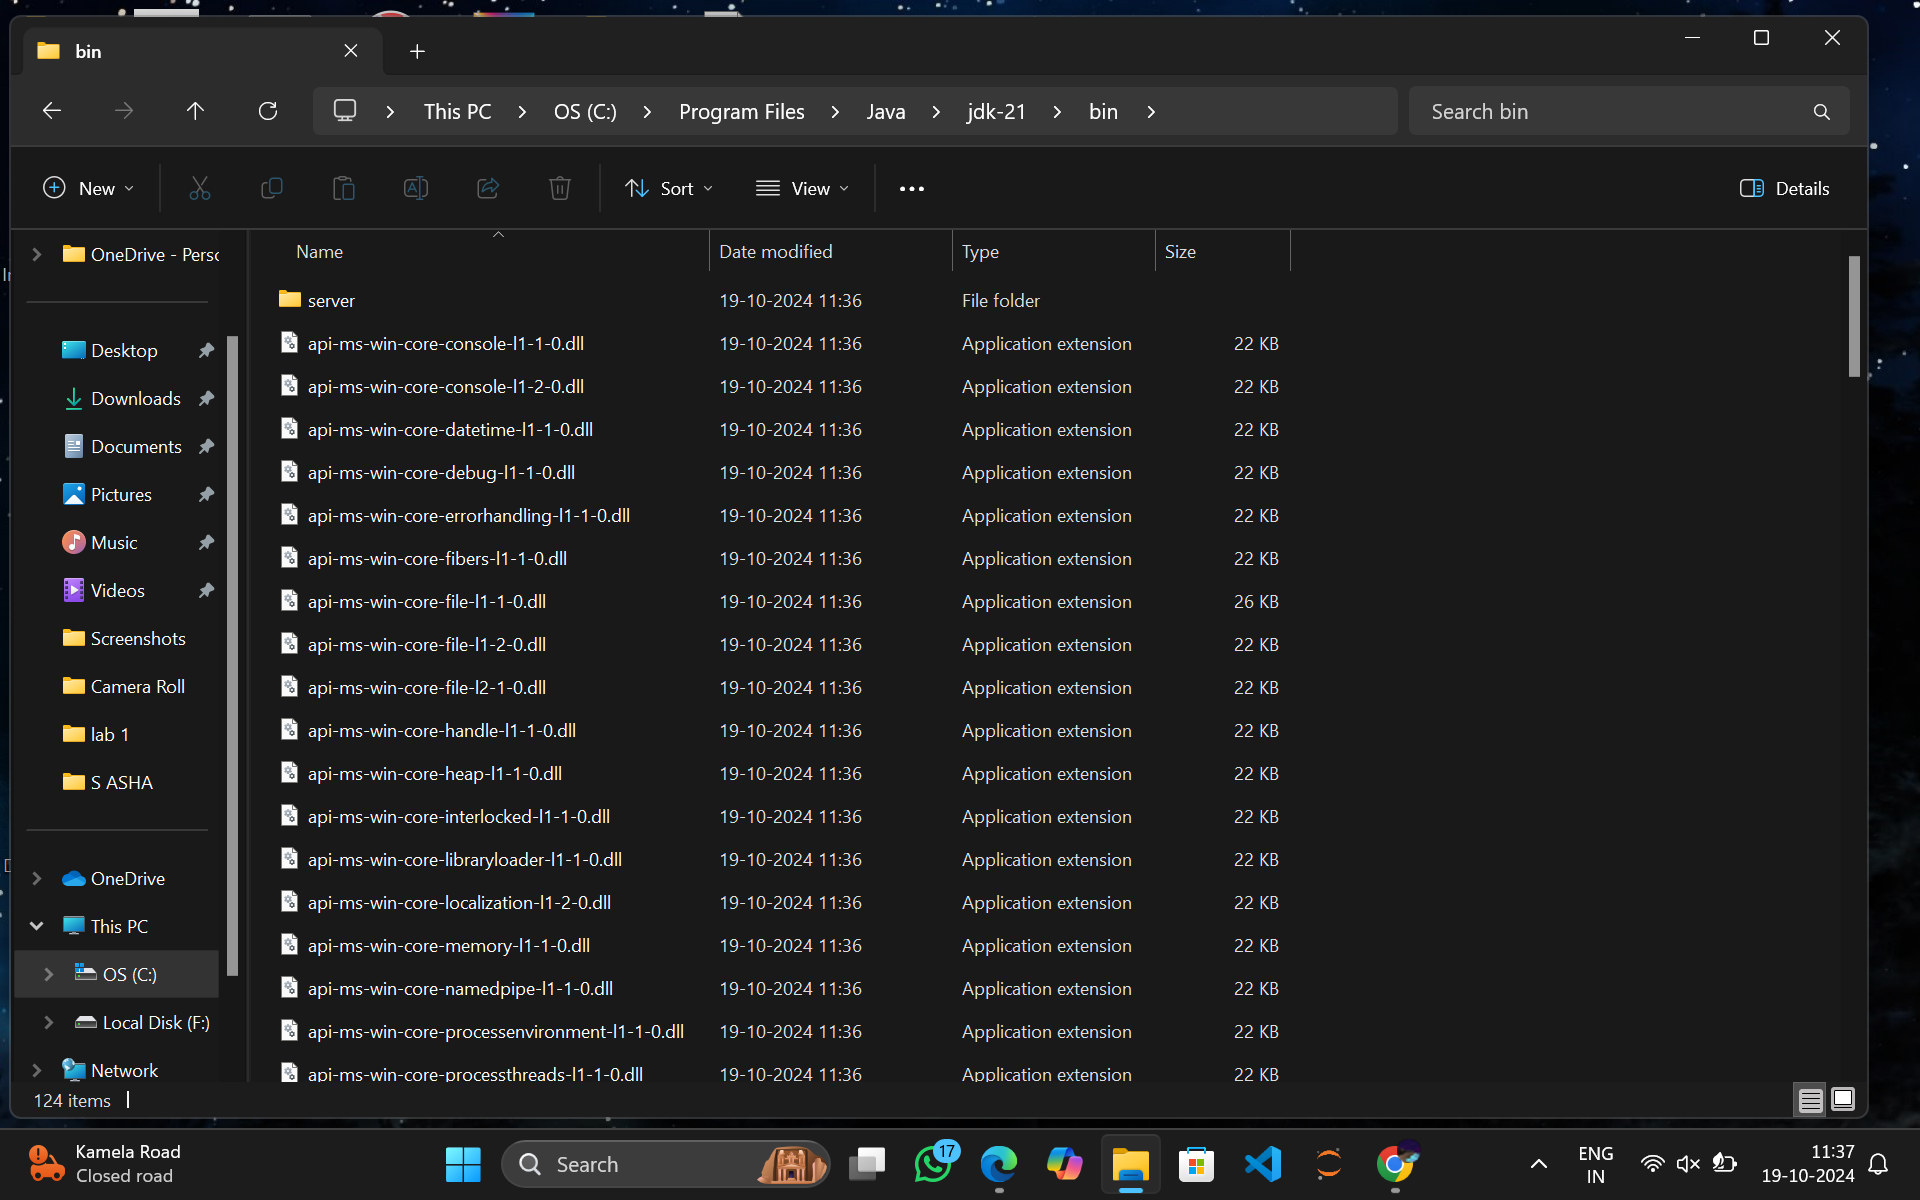 bin
This PC > OS (C:) > Program Files > Java > jdk-21 > bin >
Search bin
New
Sort
View
Details
Name Date modified Type Size
OneDrive - Perso
Desktop
Downloads
Documents
Pictures
Music
Videos
Screenshots
Camera Roll
lab 1
S ASHA
OneDrive
This PC
OS (C:)
Local Disk (F:)
Network
server 19-10-2024 11:36 File folder
api-ms-win-core-console-l1-1-0.dll 19-10-2024 11:36 Application extension 22 KB
api-ms-win-core-console-l1-2-0.dll 19-10-2024 11:36 Application extension 22 KB
api-ms-win-core-datetime-l1-1-0.dll 19-10-2024 11:36 Application extension 22 KB
api-ms-win-core-debug-l1-1-0.dll 19-10-2024 11:36 Application extension 22 KB
api-ms-win-core-errorhandling-l1-1-0.dll 19-10-2024 11:36 Application extension 22 KB
api-ms-win-core-fibers-l1-1-0.dll 19-10-2024 11:36 Application extension 22 KB
api-ms-win-core-file-l1-1-0.dll 19-10-2024 11:36 Application extension 26 KB
api-ms-win-core-file-l1-2-0.dll 19-10-2024 11:36 Application extension 22 KB
api-ms-win-core-file-l2-1-0.dll 19-10-2024 11:36 Application extension 22 KB
api-ms-win-core-handle-l1-1-0.dll 19-10-2024 11:36 Application extension 22 KB
api-ms-win-core-heap-l1-1-0.dll 19-10-2024 11:36 Application extension 22 KB
api-ms-win-core-interlocked-l1-1-0.dll 19-10-2024 11:36 Application extension 22 KB
api-ms-win-core-libraryloader-l1-1-0.dll 19-10-2024 11:36 Application extension 22 KB
api-ms-win-core-localization-l1-2-0.dll 19-10-2024 11:36 Application extension 22 KB
api-ms-win-core-memory-l1-1-0.dll 19-10-2024 11:36 Application extension 22 KB
api-ms-win-core-namedpipe-l1-1-0.dll 19-10-2024 11:36 Application extension 22 KB
api-ms-win-core-processenvironment-l1-1-0.dll 19-10-2024 11:36 Application extension 22 KB
api-ms-win-core-processthreads-l1-1-0.dll 19-10-2024 11:36 Application extension 22 KB
124 items
Kamela Road
Closed road
Search
17
ENG
IN
11:37
19-10-2024